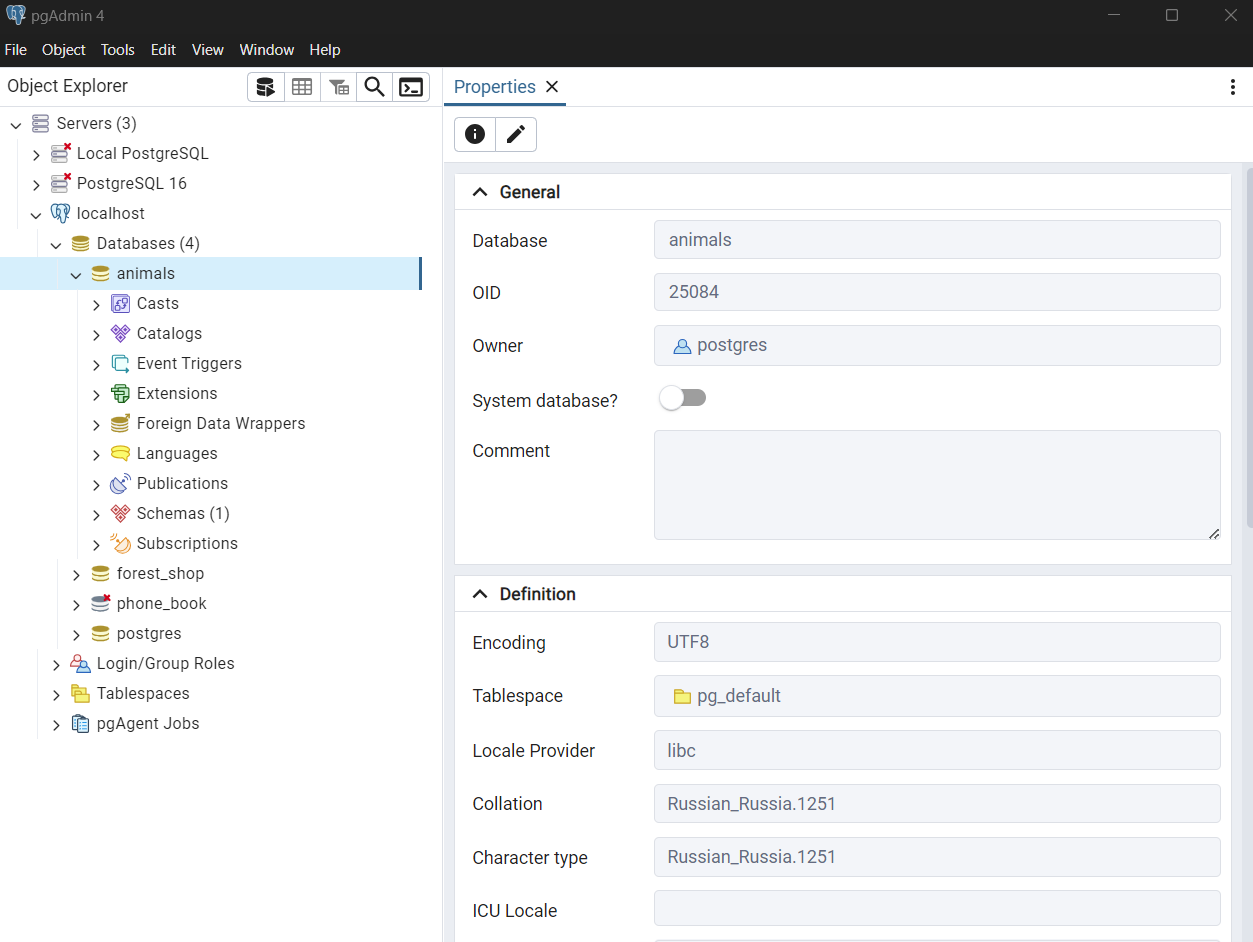 pgAdmin 4
File Object Tools Edit View Window Help
Object Explorer
Servers (3)
Local PostgreSQL
PostgreSQL 16
localhost
Databases (4)
animals
Casts
Catalogs
Event Triggers
Extensions
Foreign Data Wrappers
Languages
Publications
Schemas (1)
Subscriptions
forest_shop
phone_book
postgres
Login/Group Roles
Tablespaces
pgAgent Jobs
Properties
General
Database animals
OID 25084
Owner postgres
System database?
Comment
Definition
Encoding UTF8
Tablespace pg_default
Locale Provider libc
Collation Russian_Russia.1251
Character type Russian_Russia.1251
ICU Locale